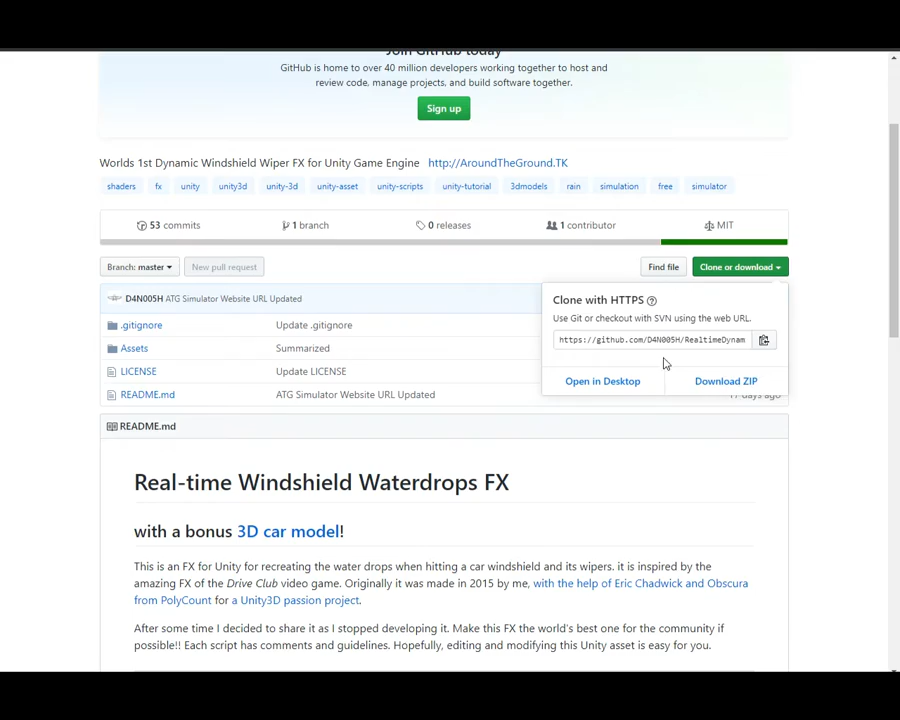 Join GitHub today
GitHub is home to over 40 million developers working together to host and
review code, manage projects, and build software together.
Sign up
Worlds 1st Dynamic Windshield Wiper FX for Unity Game Engine http://AroundTheGround.TK
shaders fx unity unity3d unity-3d unity-asset unity-scripts unity-tutorial 3dmodels rain simulation free simulator
53 commits 1 branch 0 releases 1 contributor MIT
Branch: master New pull request Find file Clone or download
D4N005H ATG Simulator Website URL Updated
Clone with HTTPS
Use Git or checkout with SVN using the web URL.
https://github.com/D4N005H/RealtimeDynam
Open in Desktop Download ZIP
.gitignore Update .gitignore
Assets Summarized
LICENSE Update LICENSE
README.md ATG Simulator Website URL Updated 17 days ago
README.md
Real-time Windshield Waterdrops FX
with a bonus 3D car model!
This is an FX for Unity for recreating the water drops when hitting a car windshield and its wipers. it is inspired by the
amazing FX of the Drive Club video game. Originally it was made in 2015 by me, with the help of Eric Chadwick and Obscura
from PolyCount for a Unity3D passion project.
After some time I decided to share it as I stopped developing it. Make this FX the world's best one for the community if
possible!! Each script has comments and guidelines. Hopefully, editing and modifying this Unity asset is easy for you.